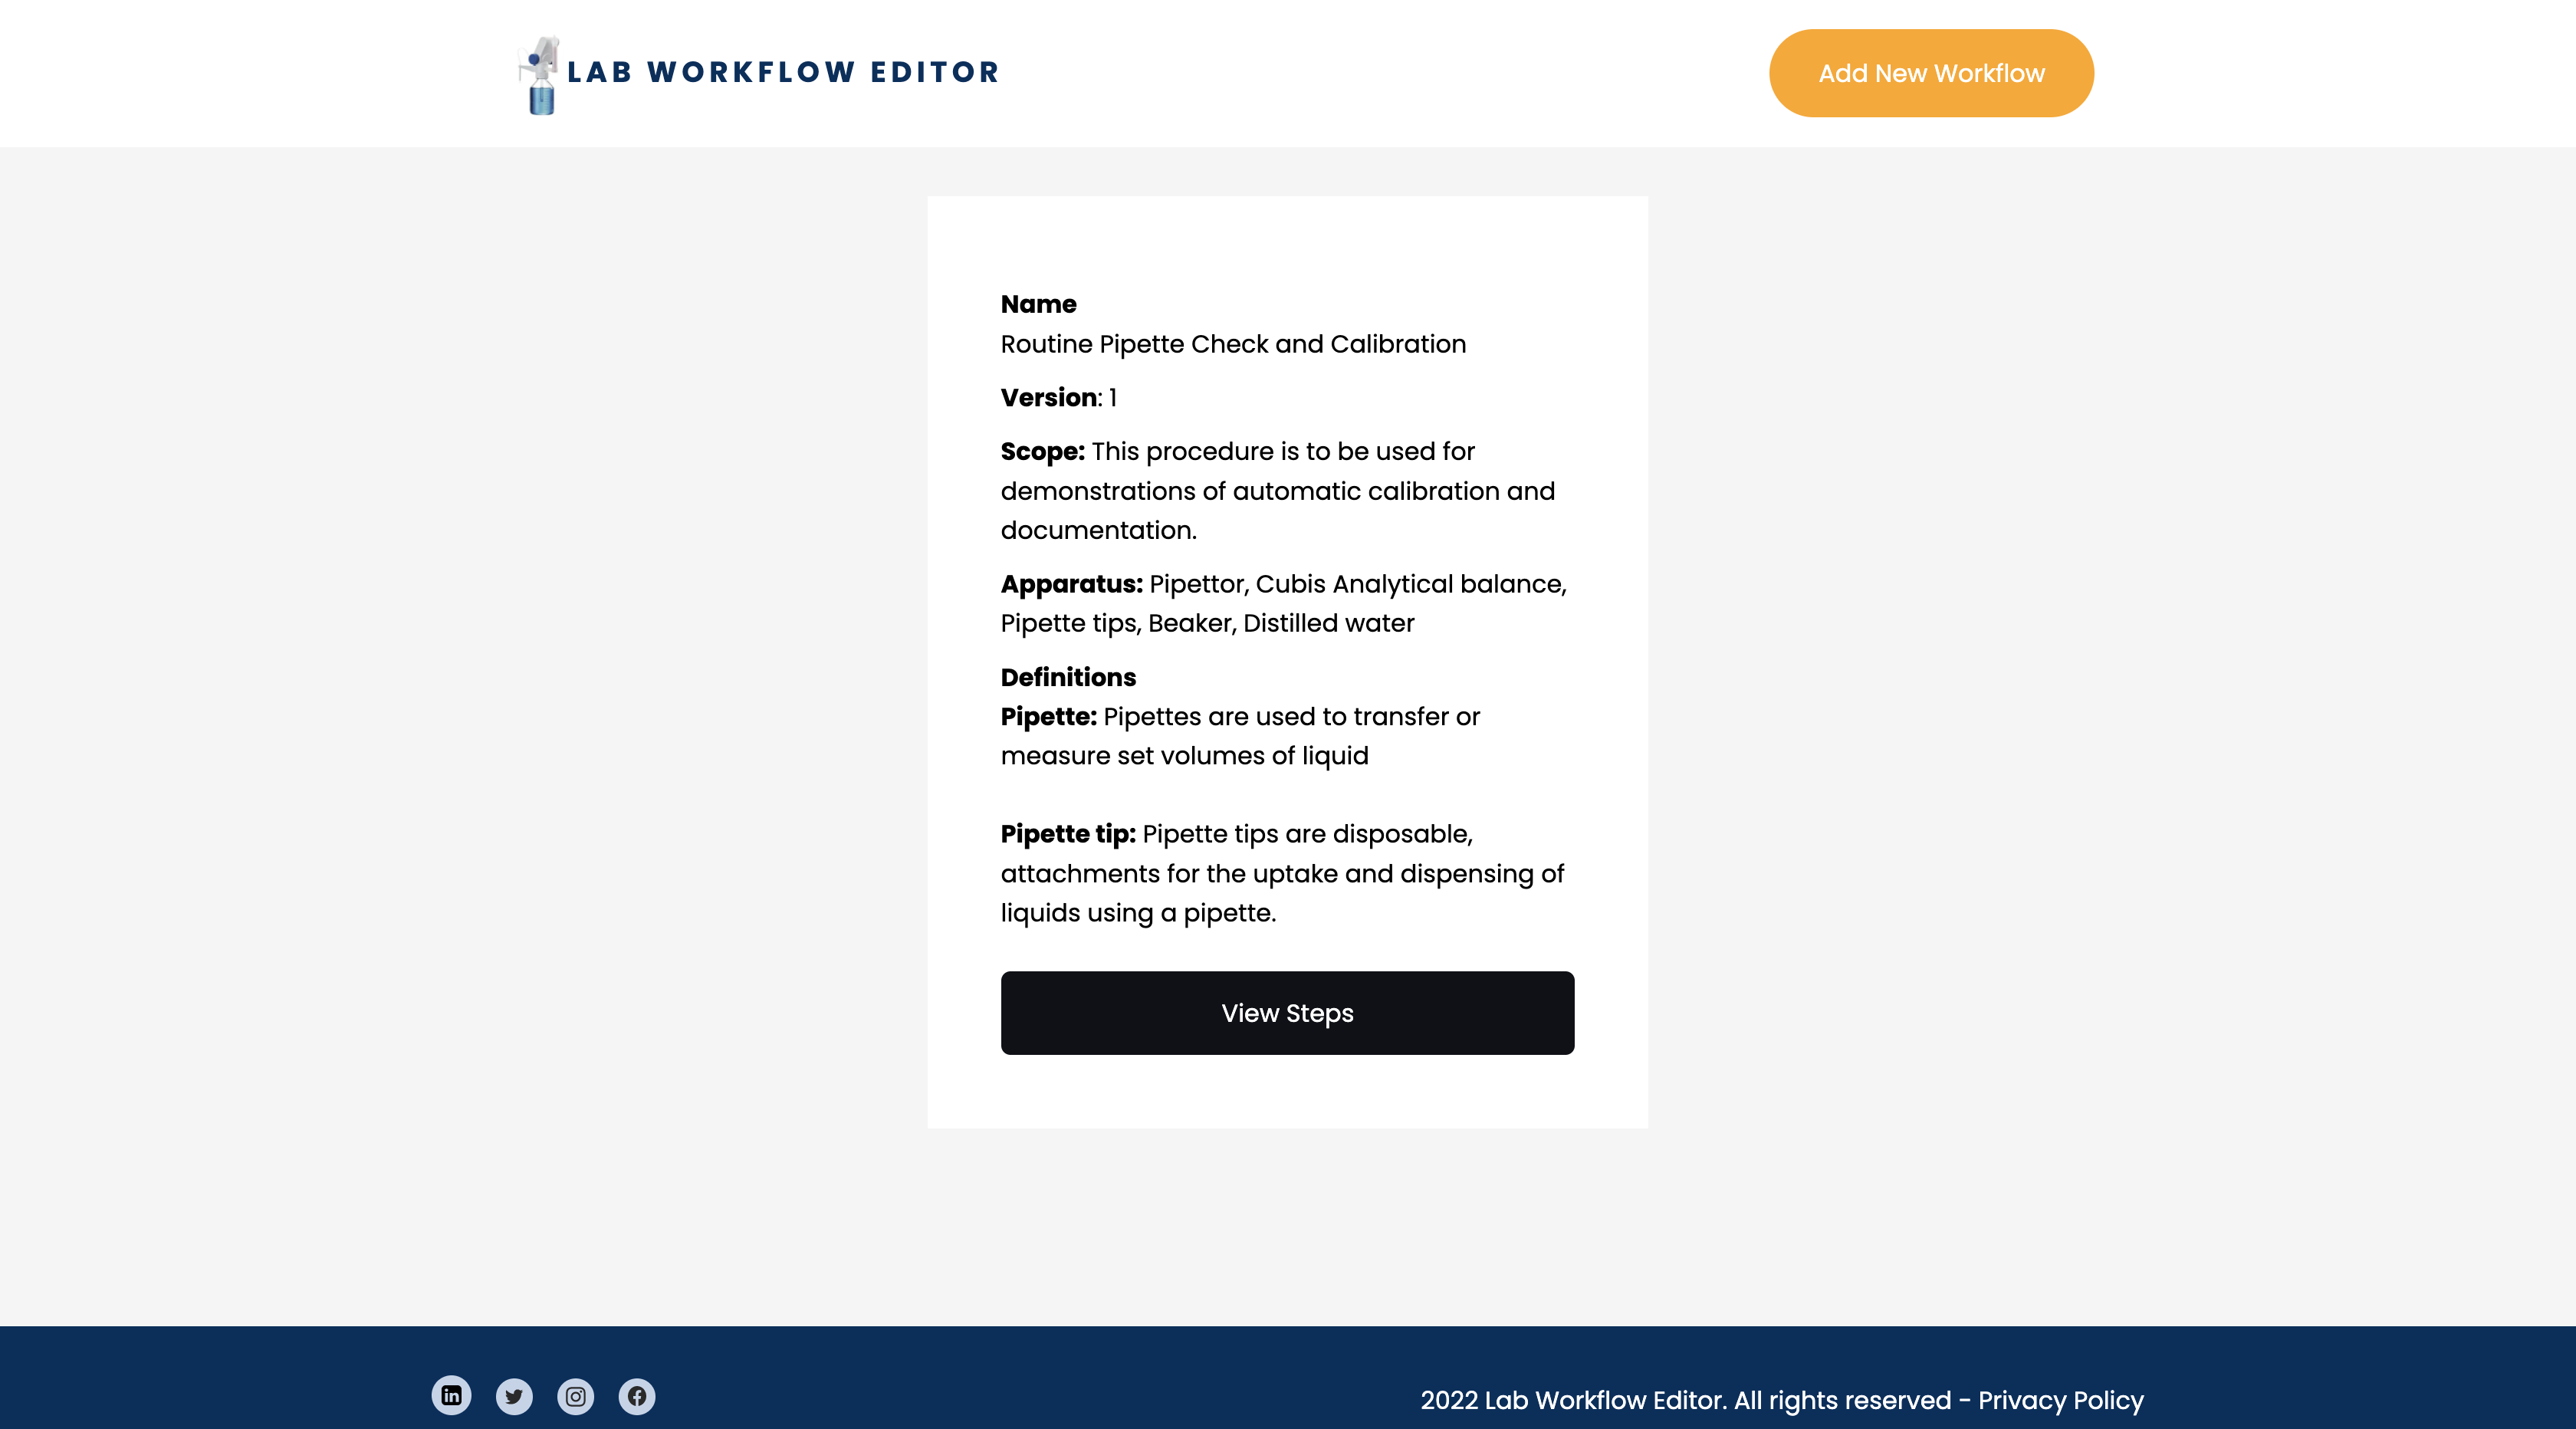 LAB WORKFLOW EDITOR
Add New Workflow
Name
Routine Pipette Check and Calibration
Version: 1
Scope: This procedure is to be used for
demonstrations of automatic calibration and
documentation.
Apparatus: Pipettor, Cubis Analytical balance,
Pipette tips, Beaker, Distilled water
Definitions
Pipette: Pipettes are used to transfer or
measure set volumes of liquid
Pipette tip: Pipette tips are disposable,
attachments for the uptake and dispensing of
liquids using a pipette.
View Steps
in
2022 Lab Workflow Editor. All rights reserved - Privacy Policy